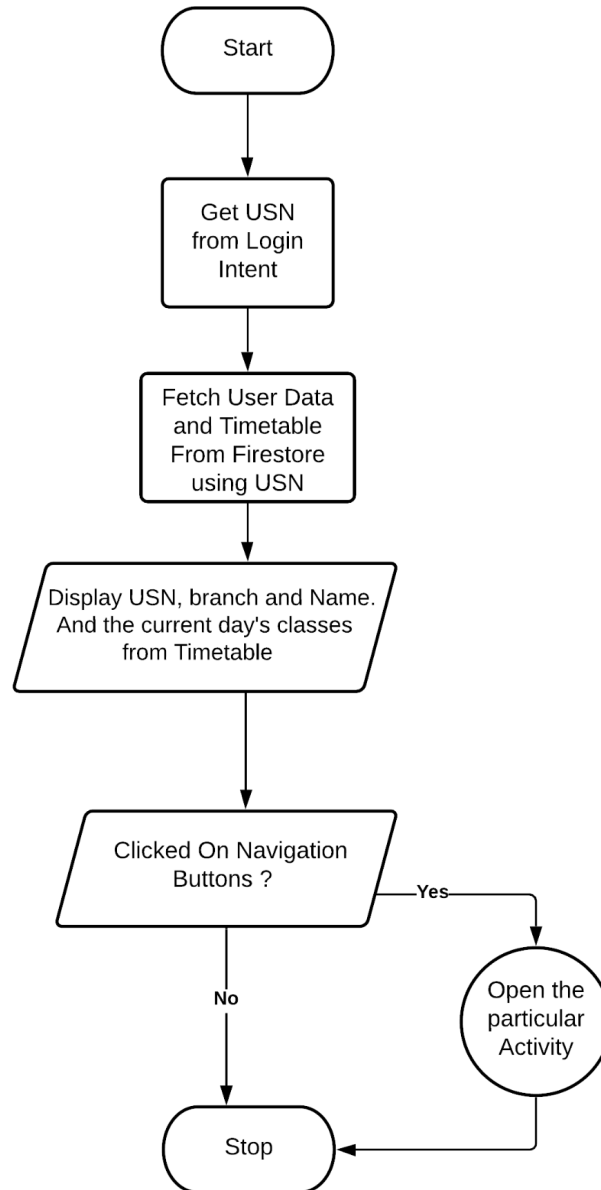 Start
Get USN
from Login
Intent
Fetch User Data
and Timetable
From Firestore
using USN
Display USN, branch and Name.
And the current day's classes
from Timetable
Clicked On Navigation
Buttons ?
Yes
No
Open the
particular
Activity
Stop